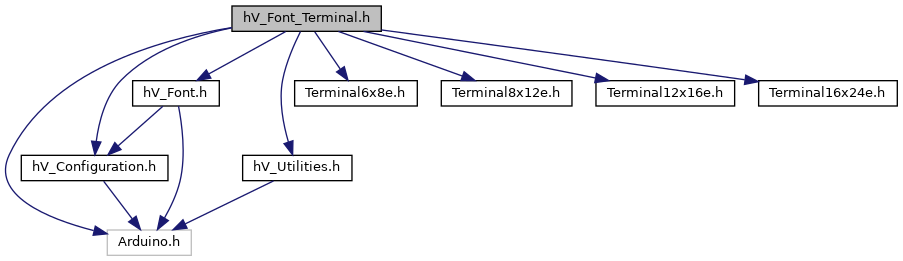 hV_Font_Terminal.h
hV_Font.h
Terminal6x8e.h
Terminal8x12e.h
Terminal12x16e.h
Terminal16x24e.h
hV_Configuration.h
hV_Utilities.h
Arduino.h